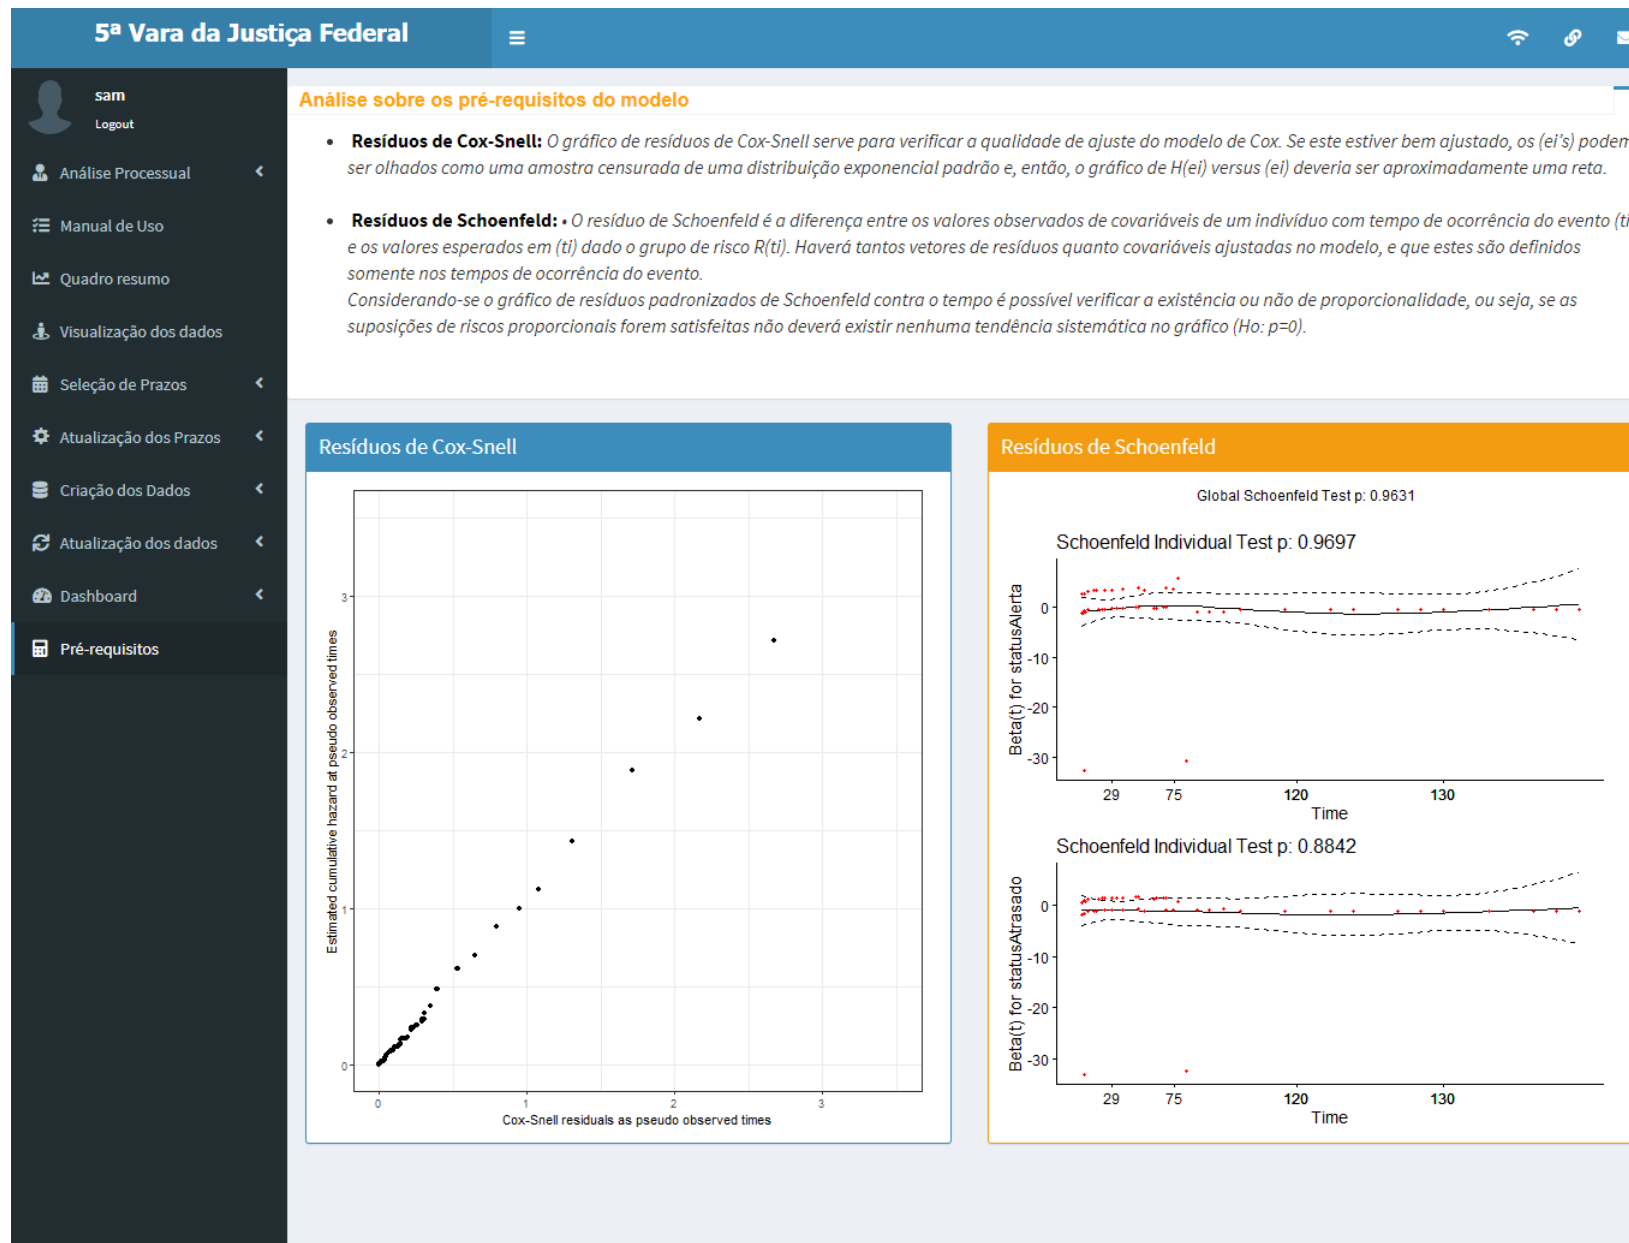 5ª Vara da Justiça Federal
sam
Logout
Análise Processual
Manual de Uso
Quadro resumo
Visualização dos dados
Seleção de Prazos
Atualização dos Prazos
Criação dos Dados
Atualização dos dados
Dashboard
Pré-requisitos
Análise sobre os pré-requisitos do modelo
• Resíduos de Cox-Snell: O gráfico de resíduos de Cox-Snell serve para verificar a qualidade de ajuste do modelo de Cox. Se este estiver bem ajustado, os (ei's) podem
ser olhados como uma amostra censurada de uma distribuição exponencial padrão e, então, o gráfico de H(ei) versus (ei) deveria ser aproximadamente uma reta.
• Resíduos de Schoenfeld: • O resíduo de Schoenfeld é a diferença entre os valores observados de covariáveis de um indivíduo com tempo de ocorrência do evento (ti
e os valores esperados em (ti) dado o grupo de risco R(ti). Haverá tantos vetores de resíduos quanto covariáveis ajustadas no modelo, e que estes são definidos
somente nos tempos de ocorrência do evento.
Considerando-se o gráfico de resíduos padronizados de Schoenfeld contra o tempo é possível verificar a existência ou não de proporcionalidade, ou seja, se as
suposições de riscos proporcionais forem satisfeitas não deverá existir nenhuma tendência sistemática no gráfico (Ho: p=0).
Resíduos de Cox-Snell
Estimated cumulative hazard at pseudo observed times
3
2
1
0
0 1 2 3
Cox-Snell residuals as pseudo observed times
Resíduos de Schoenfeld
Global Schoenfeld Test p: 0.9631
Schoenfeld Individual Test p: 0.9697
Beta(t) for statusAlerta
0
-10
-20
-30
29 75 120 130
Time
Schoenfeld Individual Test p: 0.8842
Beta(t) for statusAtrasado
0
-10
-20
-30
29 75 120 130
Time